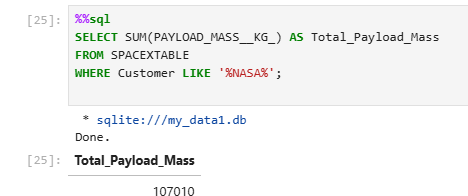 [25]: %%sql
SELECT SUM(PAYLOAD_MASS__KG_) AS Total_Payload_Mass
FROM SPACEXTABLE
WHERE Customer LIKE '%NASA%';
* sqlite:///my_data1.db
Done.
[25]: Total_Payload_Mass
107010